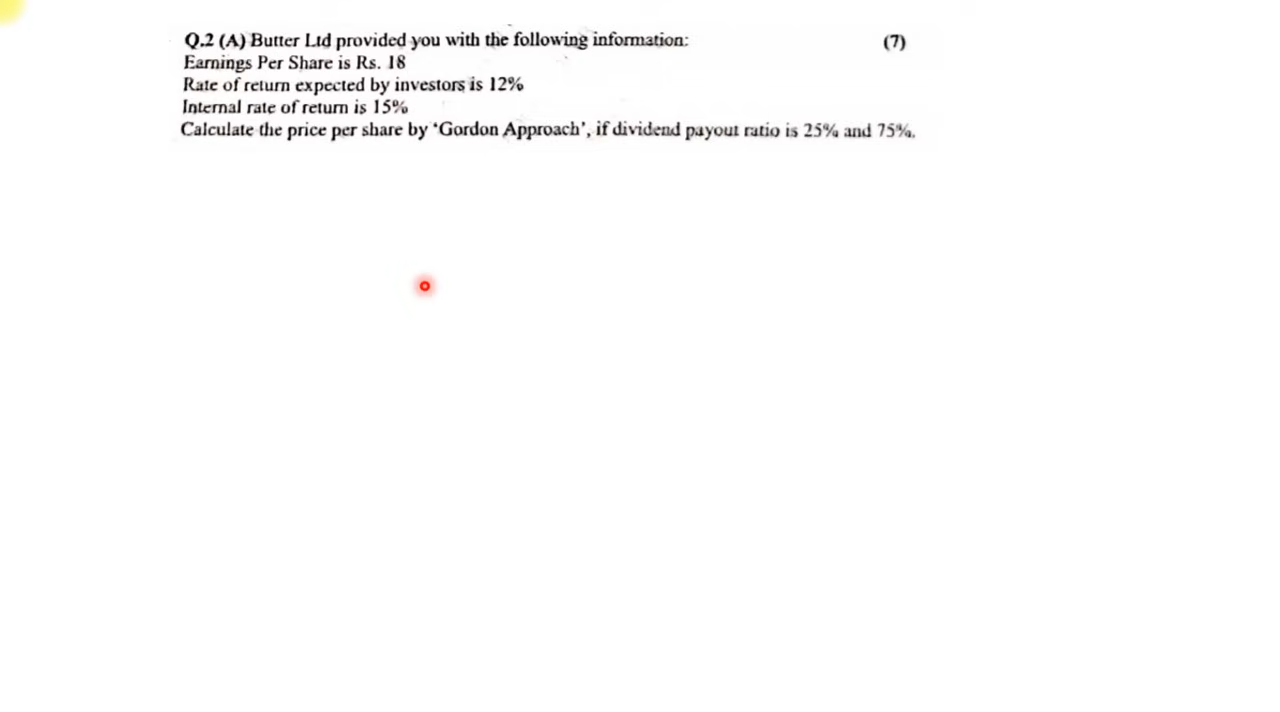 Q.2 (A) Butter Ltd provided you with the following information: (7)
Earnings Per Share is Rs. 18
Rate of return expected by investors is 12%
Internal rate of return is 15%
Calculate the price per share by ‘Gordon Approach’, if dividend payout ratio is 25% and 75%.